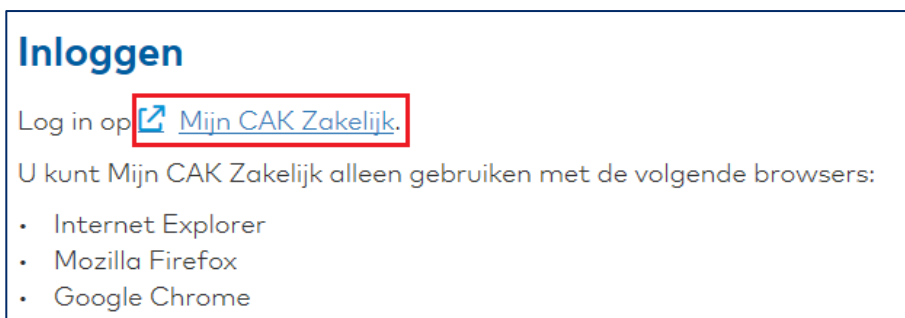 Inloggen
Log in op Mijn CAK Zakelijk.
U kunt Mijn CAK Zakelijk alleen gebruiken met de volgende browsers:
• Internet Explorer
• Mozilla Firefox
• Google Chrome